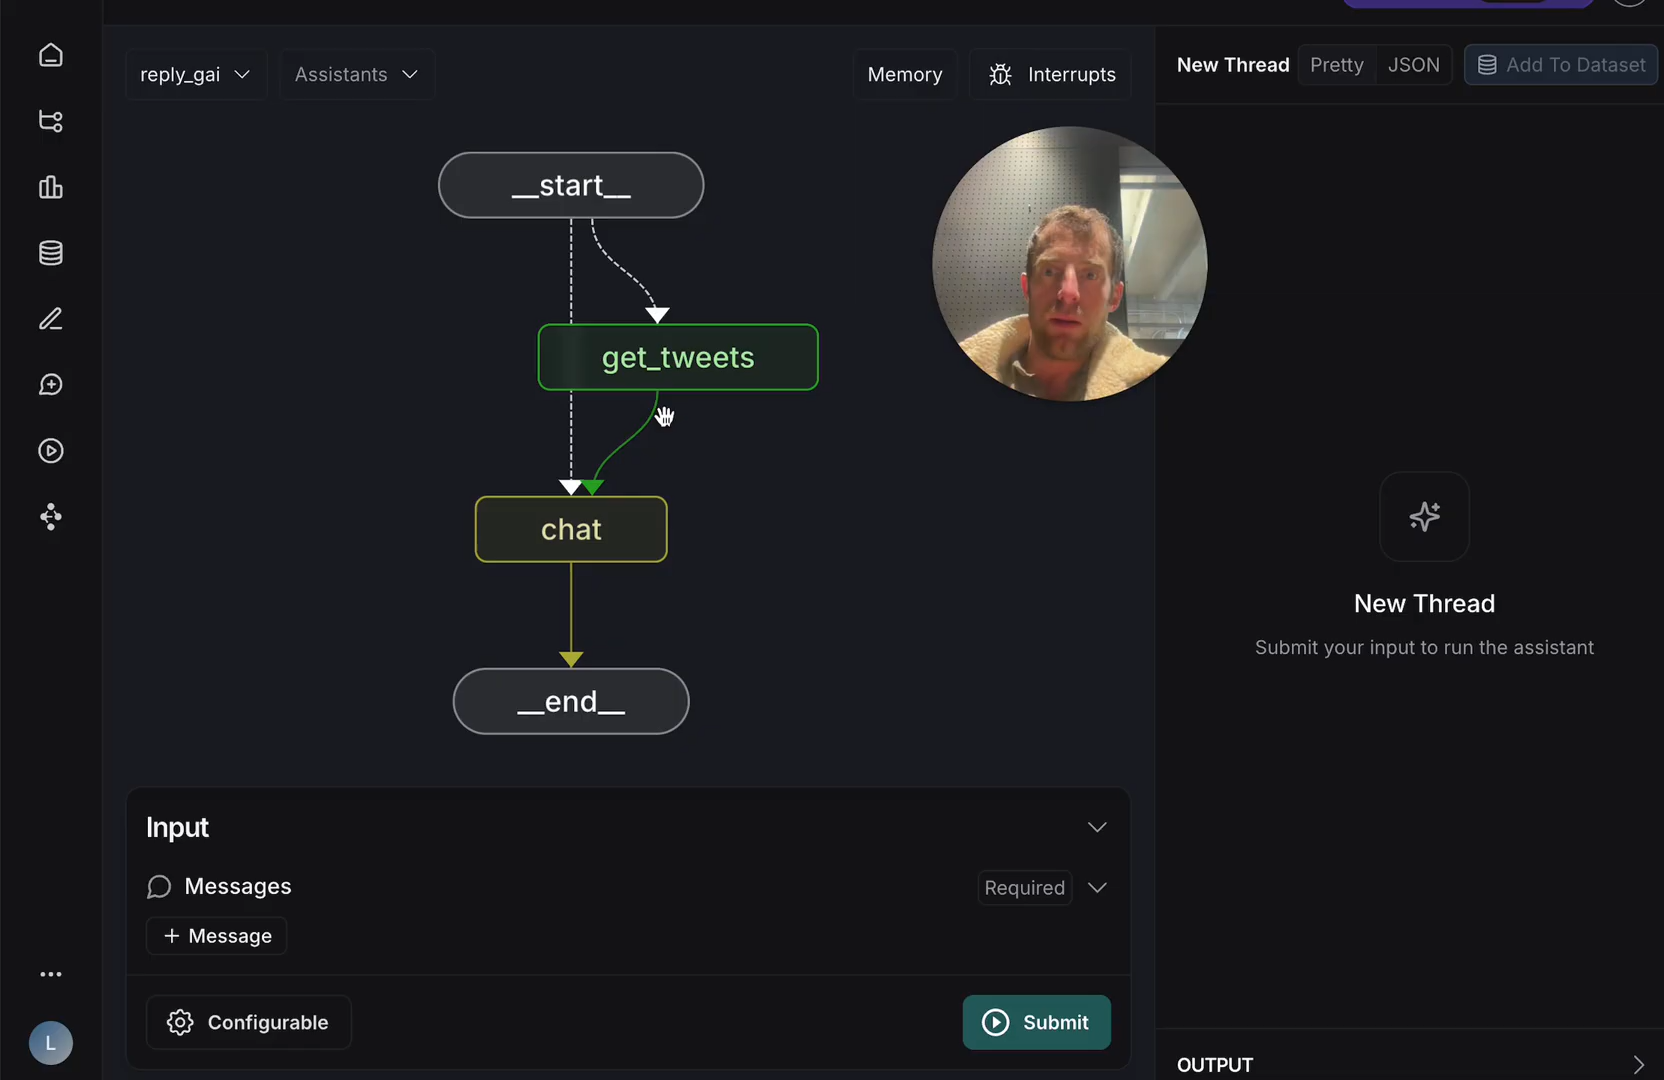 reply_gai
Assistants
Memory
Interrupts
New Thread
Pretty
JSON
Add To Dataset
__start__
get_tweets
chat
__end__
New Thread
Submit your input to run the assistant
Input
Messages
Required
+ Message
Configurable
Submit
L
OUTPUT